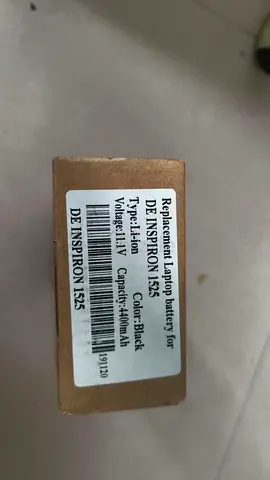 Replacement Laptop battery for
DE INSPIRON 1525
Type:Li-ion Color:Black
Voltage:11.1V Capacity:4400mAh
191120
DE INSPIRON 1525